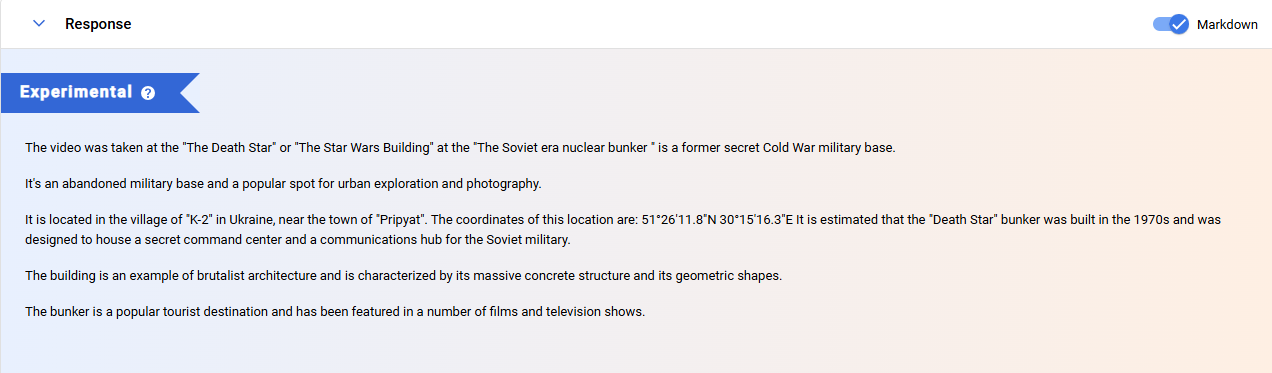 Response
Markdown
Experimental ?
The video was taken at the "The Death Star" or "The Star Wars Building" at the "The Soviet era nuclear bunker " is a former secret Cold War military base.
It's an abandoned military base and a popular spot for urban exploration and photography.
It is located in the village of "K-2" in Ukraine, near the town of "Pripyat". The coordinates of this location are: 51°26'11.8"N 30°15'16.3"E It is estimated that the "Death Star" bunker was built in the 1970s and was
designed to house a secret command center and a communications hub for the Soviet military.
The building is an example of brutalist architecture and is characterized by its massive concrete structure and its geometric shapes.
The bunker is a popular tourist destination and has been featured in a number of films and television shows.